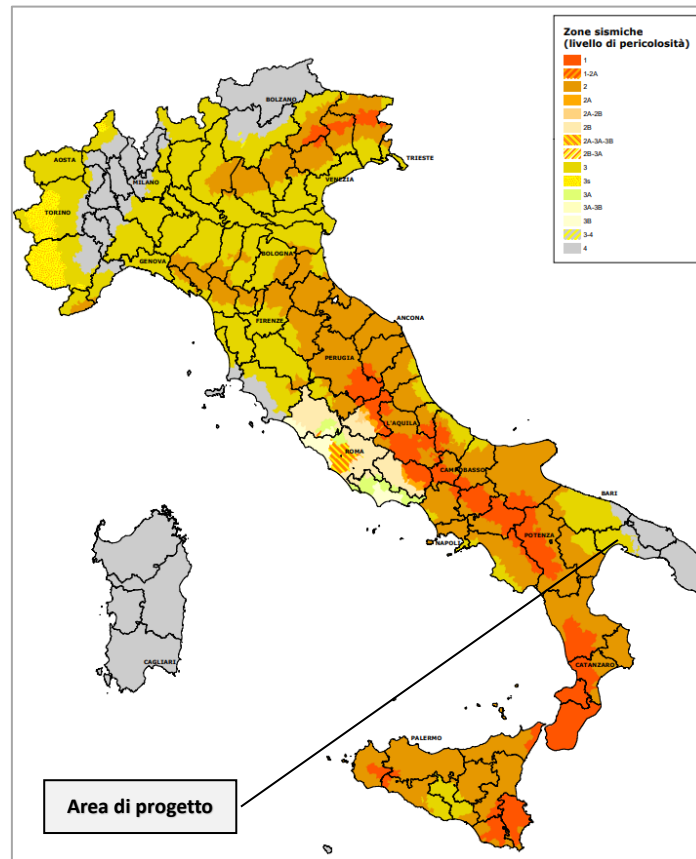 Zone sismiche
(livello di pericolosità)
1
1-2A
2
2A
2A-2B
2B
2A-3A-3B
2B-3A
3
3s
3A
3A-3B
3B
3-4
4
BOLZANO
AOSTA
TRIESTE
MILANO
VENEZIA
TORINO
GENOVA
BOLOGNA
FIRENZE
ANCONA
PERUGIA
L'AQUILA
ROMA
CAMPOBASSO
BARI
NAPOLI
POTENZA
CAGLIARI
CATANZARO
PALERMO
Area di progetto